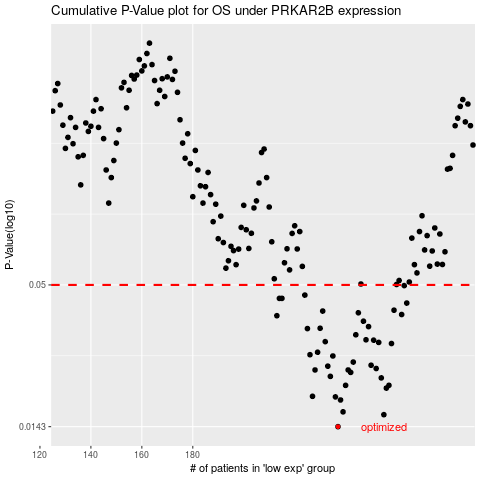 Cumulative P-Value plot for OS under PRKAR2B expression
P-Value(log10)
0.05
0.0143
optimized
120 140 160 180
# of patients in 'low exp' group